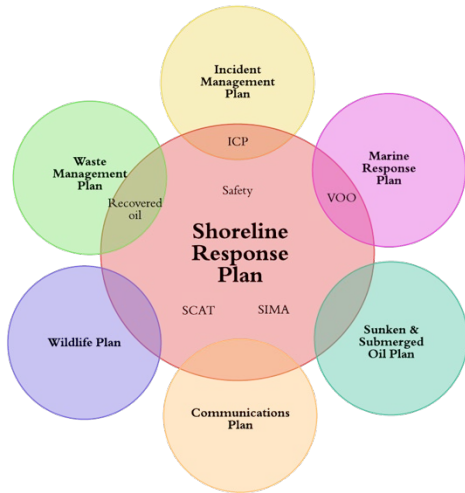 Incident
Management
Plan
ICP
Waste
Management
Plan
Marine
Response
Plan
Safety
Recovered
oil
VOO
Shoreline
Response
Plan
SCAT
SIMA
Wildlife Plan
Sunken &
Submerged
Oil Plan
Communications
Plan